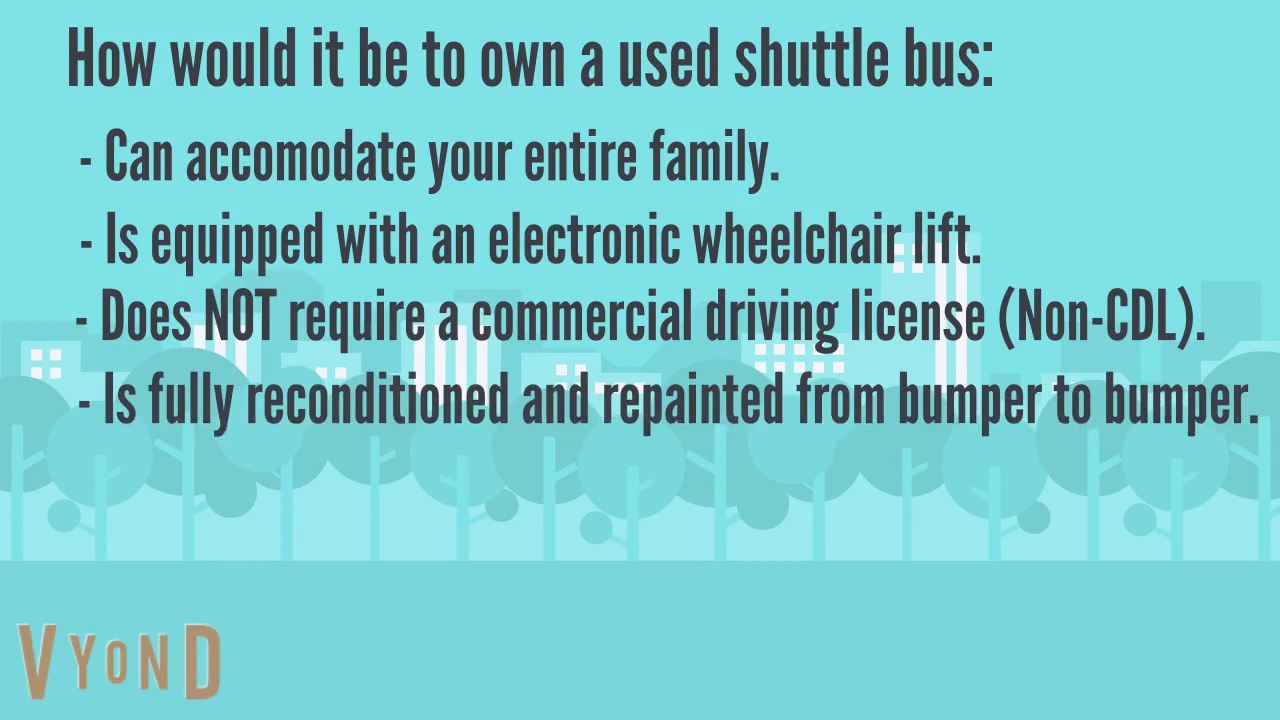 How would it be to own a used shuttle bus:
- Can accomodate your entire family.
- Is equipped with an electronic wheelchair lift.
- Does NOT require a commercial driving license (Non-CDL).
- Is fully reconditioned and repainted from bumper to bumper.
VYOND